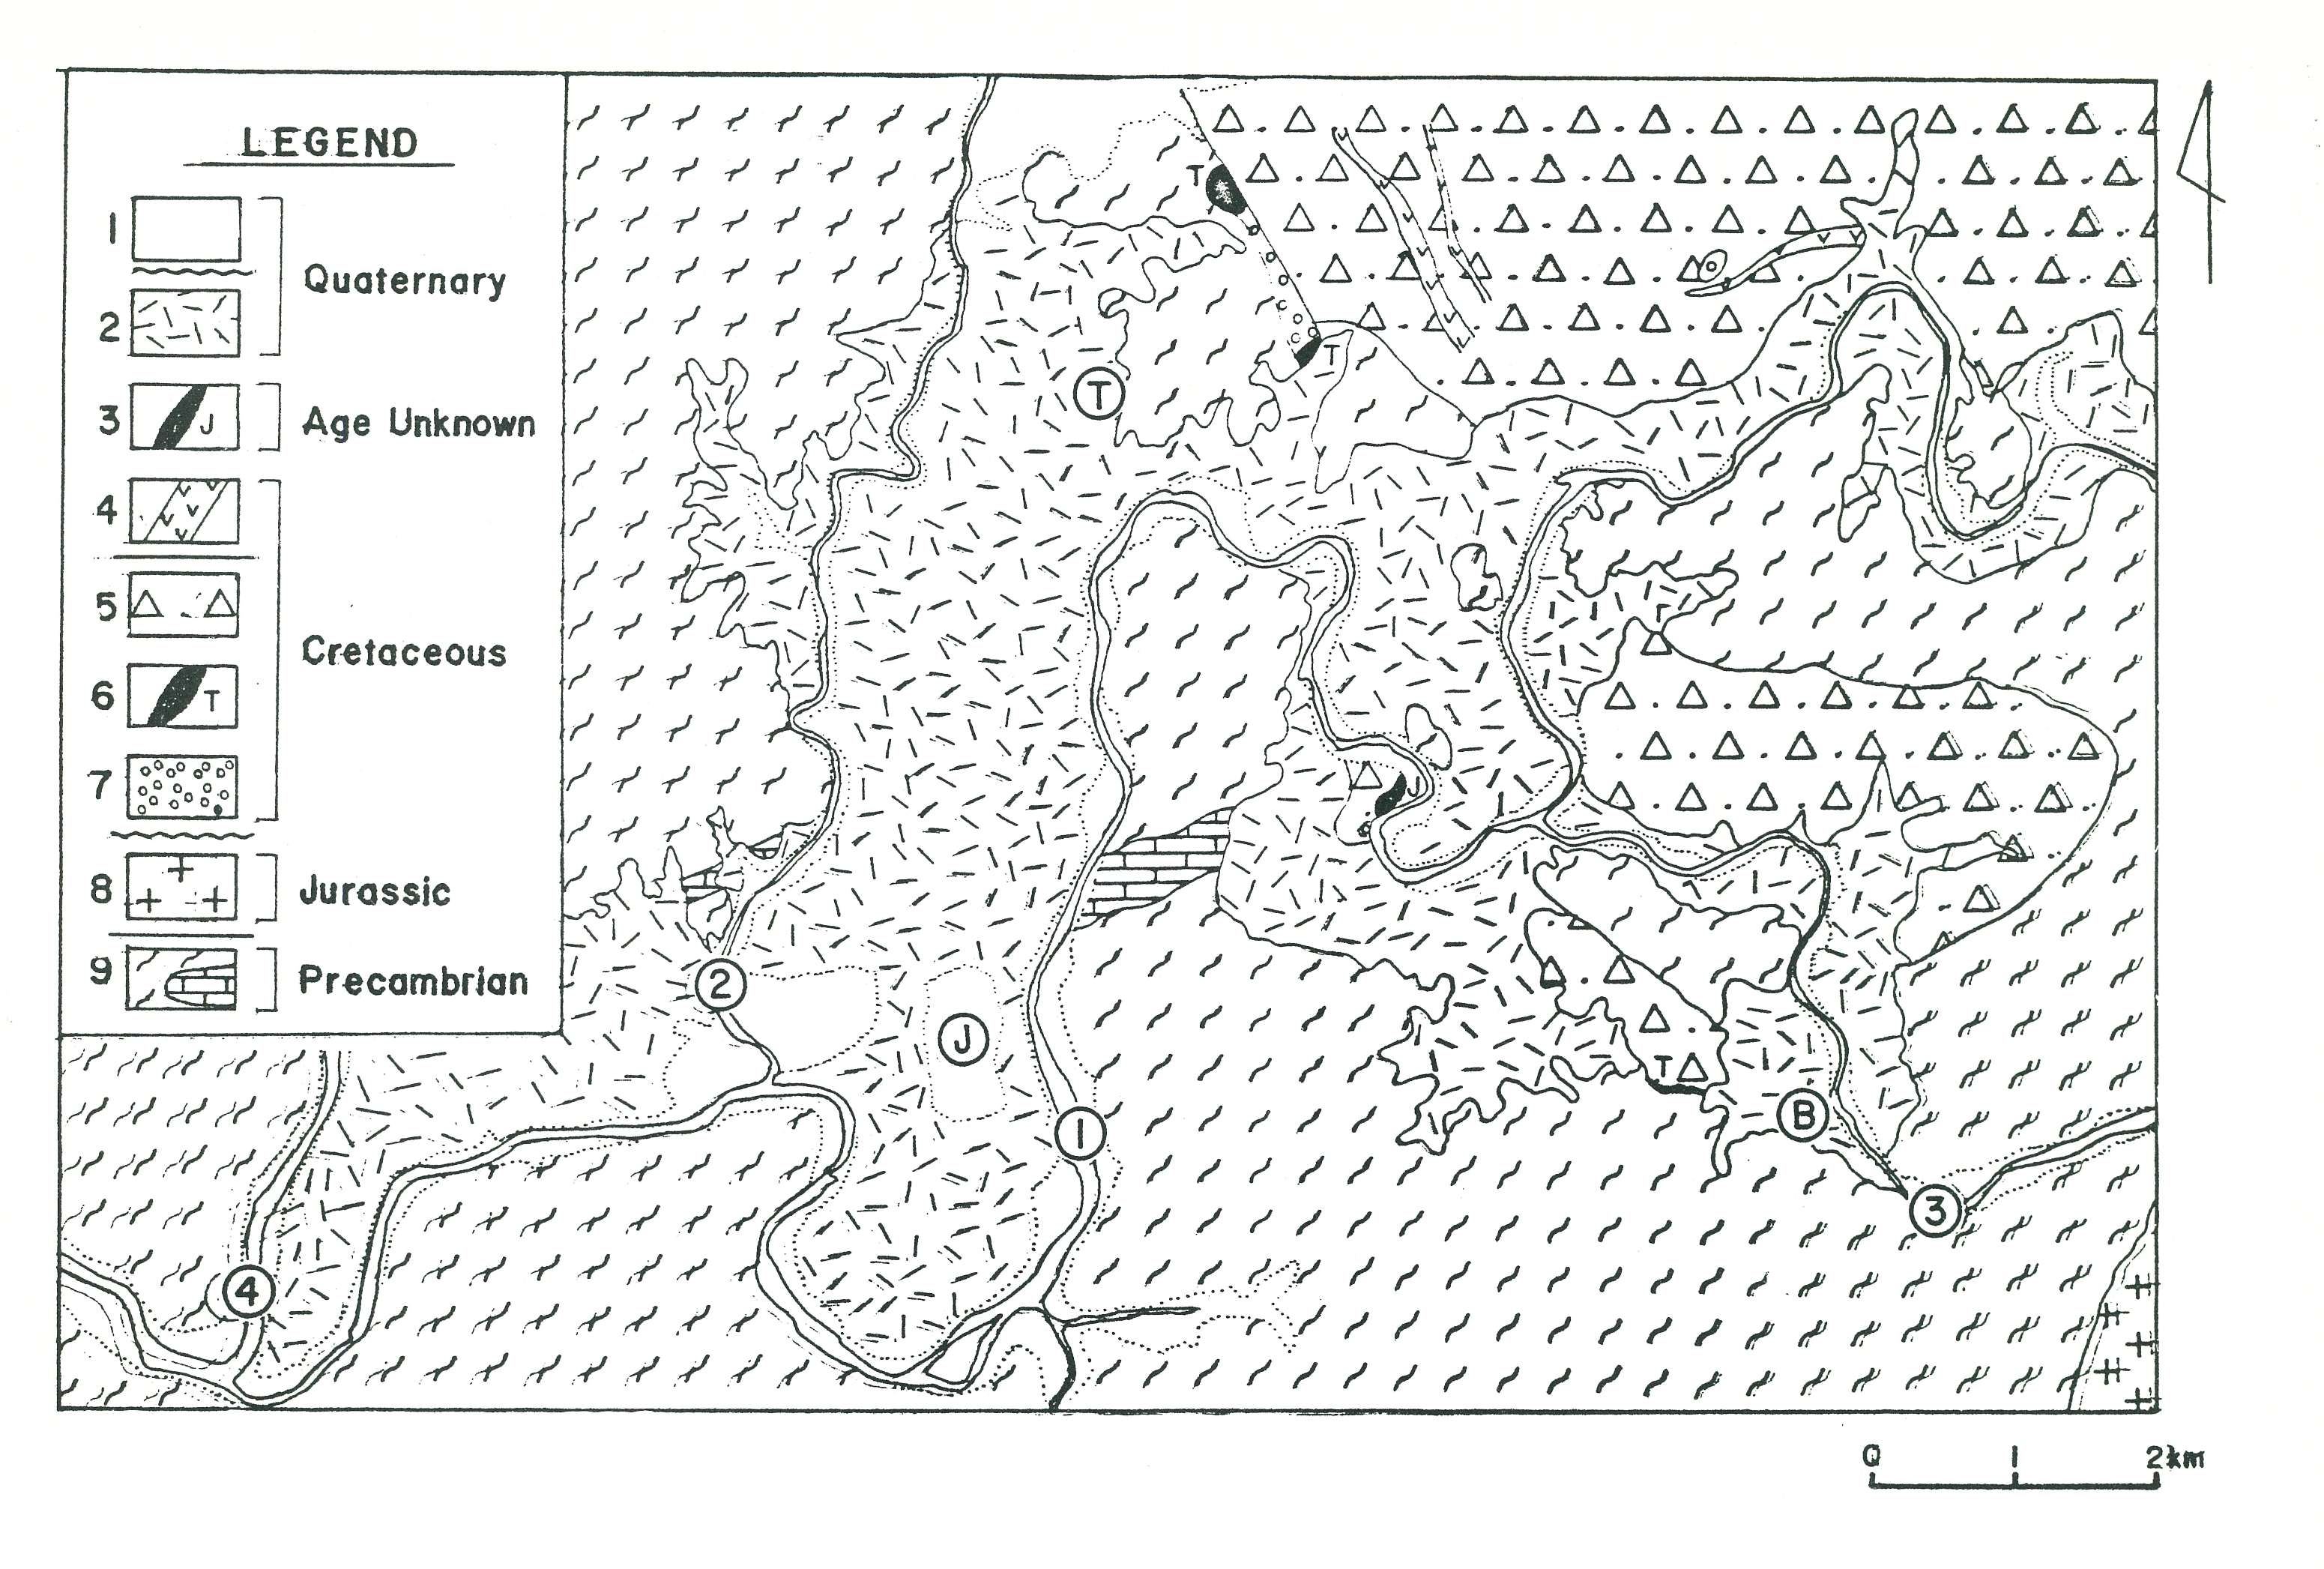 LEGEND
1
2
Quaternary
3
J
Age Unknown
4
5
6
T
7
Cretaceous
8
Jurassic
9
Precambrian
T
T
T
J
2
J
T
B
1
3
4
0 1 2km